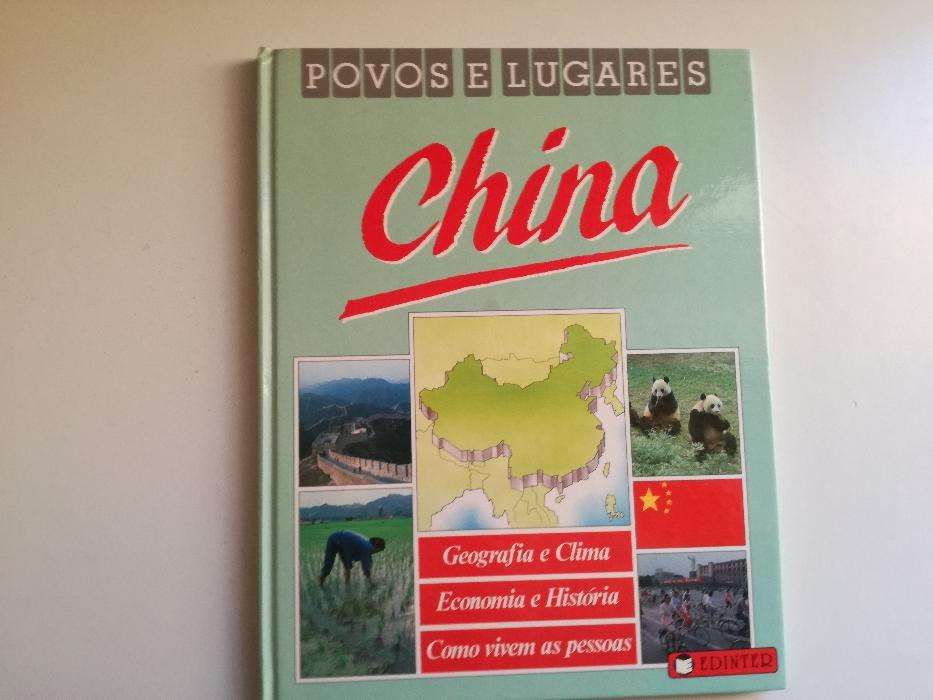 POVOS E LUGARES
China
Geografia e Clima
Economia e História
Como vivem as pessoas
EDINTER